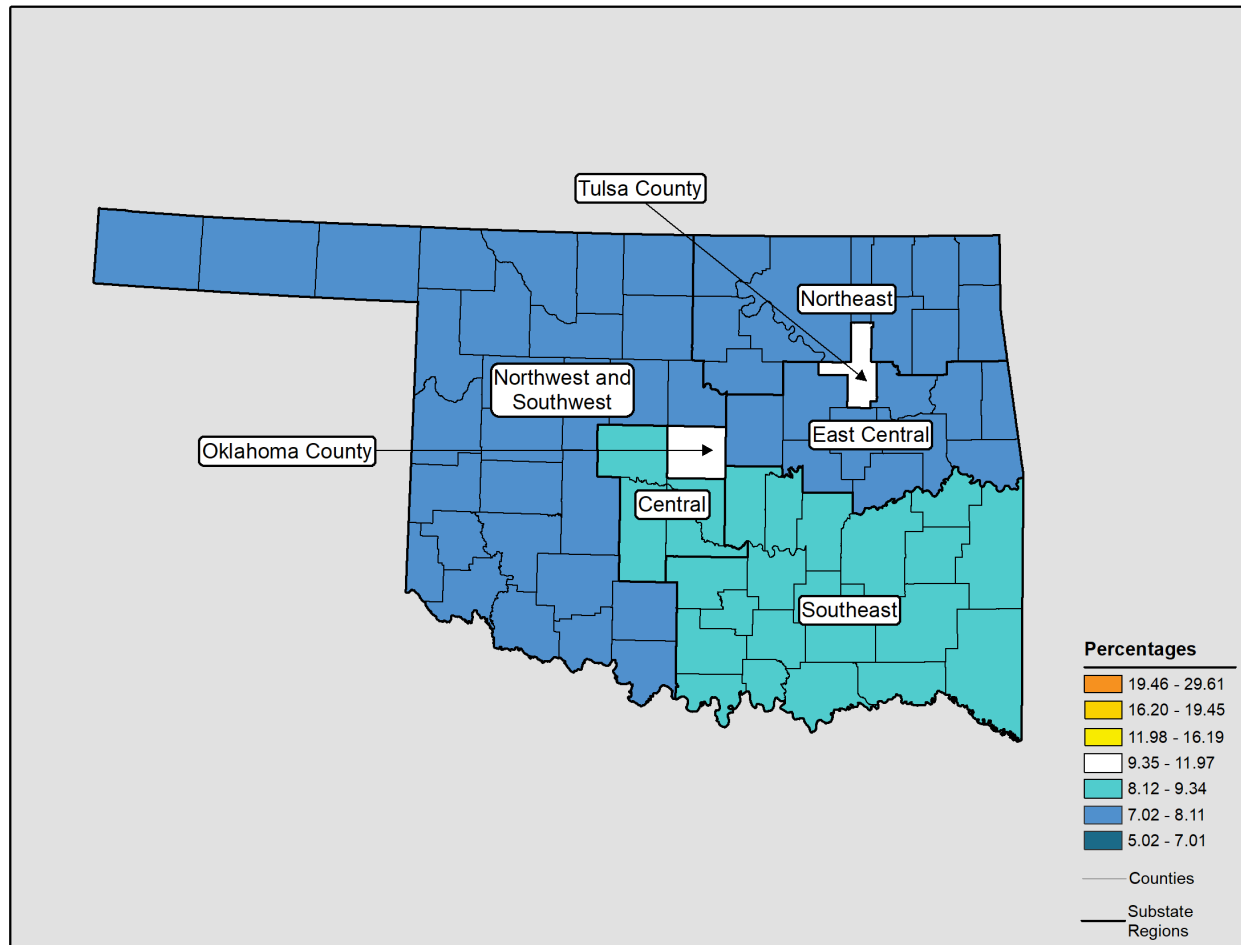 Tulsa County
Northeast
Northwest and
Southwest
East Central
Oklahoma County
Central
Southeast
Percentages
19.46 - 29.61
16.20 - 19.45
11.98 - 16.19
9.35 - 11.97
8.12 - 9.34
7.02 - 8.11
5.02 - 7.01
Counties
Substate
Regions